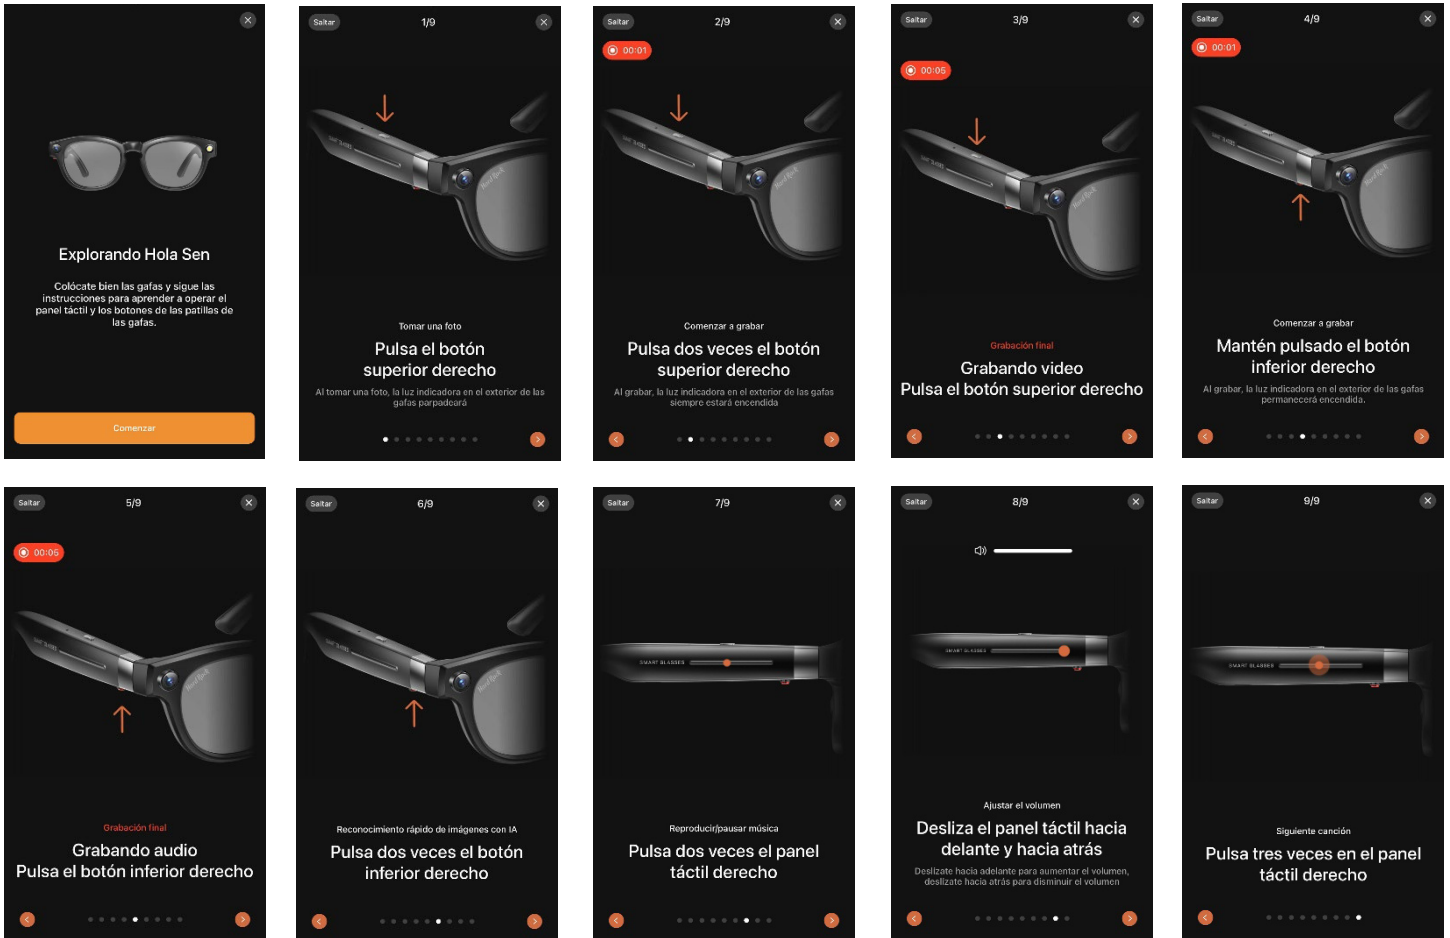 Explorando Hola Sen
Colócate bien las gafas y sigue las
instrucciones para aprender a operar el
panel táctil y los botones de las patillas de
las gafas.
Comenzar
Saltar
1/9
Tomar una foto
Pulsa el botón
superior derecho
Al tomar una foto, la luz indicadora en el exterior de las
gafas parpadeará
Saltar
2/9
00:01
Comenzar a grabar
Pulsa dos veces el botón
superior derecho
Al grabar, la luz indicadora en el exterior de las gafas
siempre estará encendida
Saltar
3/9
00:05
Grabación final
Grabando video
Pulsa el botón superior derecho
Saltar
4/9
00:01
Comenzar a grabar
Mantén pulsado el botón
inferior derecho
Al grabar, la luz indicadora en el exterior de las gafas
permanecerá encendida.
Saltar
5/9
00:05
Grabación final
Grabando audio
Pulsa el botón inferior derecho
Saltar
6/9
Reconocimiento rápido de imágenes con IA
Pulsa dos veces el botón
inferior derecho
Saltar
7/9
SMART GLASSES
Reproducir/pausar música
Pulsa dos veces el panel
táctil derecho
Saltar
8/9
SMART GLASSES
Ajustar el volumen
Desliza el panel táctil hacia
delante y hacia atrás
Deslízate hacia adelante para aumentar el volumen,
deslízate hacia atrás para disminuir el volumen
Saltar
9/9
SMART GLASSES
Siguiente canción
Pulsa tres veces en el panel
táctil derecho